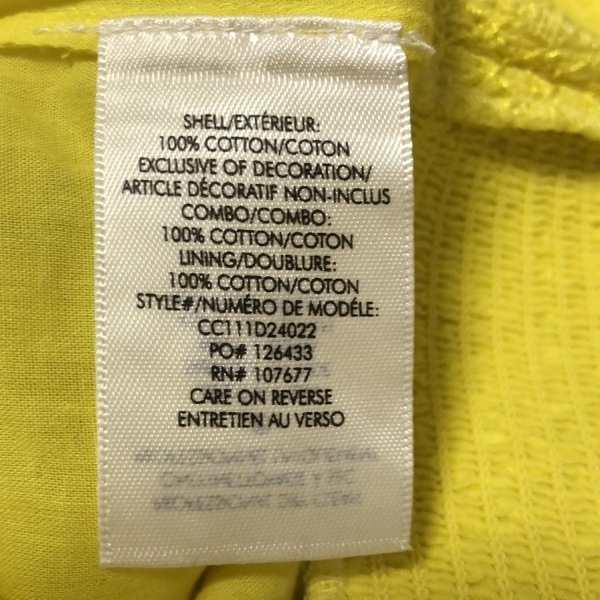 SHELL/EXTÉRIEUR:
100% COTTON/COTON
EXCLUSIVE OF DECORATION/
ARTICLE DÉCORATIF NON-INCLUS
COMBO/COMBO:
100% COTTON/COTON
LINING/DOUBLURE:
100% COTTON/COTON
STYLE#/NUMÉRO DE MODÉLE:
CC111D24022
PO# 126433
RN# 107677
CARE ON REVERSE
ENTRETIEN AU VERSO